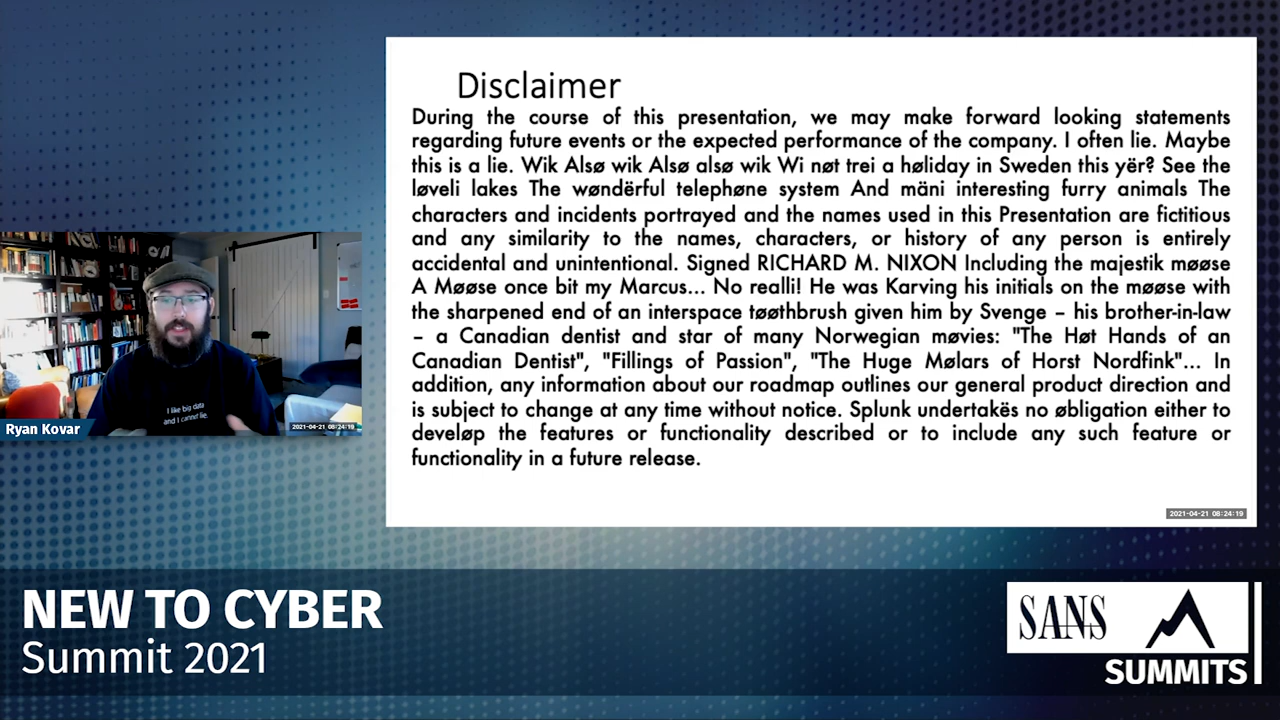 Disclaimer
During the course of this presentation, we may make forward looking statements
regarding future events or the expected performance of the company. I often lie. Maybe
this is a lie. Wik Alsø wik Alsø alsø wik Wi nøt trei a høliday in Sweden this yër? See the
løveli lakes The wøndërful telephøne system And mäni interesting furry animals The
characters and incidents portrayed and the names used in this Presentation are fictitious
and any similarity to the names, characters, or history of any person is entirely
accidental and unintentional. Signed RICHARD M. NIXON Including the majestik møøse
A Møøse once bit my Marcus... No realli! He was Karving his initials on the møøse with
the sharpened end of an interspace tøøthbrush given him by Svenge – his brother-in-law
– a Canadian dentist and star of many Norwegian møvies: "The Høt Hands of an
Canadian Dentist", "Fillings of Passion", "The Huge Mølars of Horst Nordfink"... In
addition, any information about our roadmap outlines our general product direction and
is subject to change at any time without notice. Splunk undertakës no øbligation either to
develøp the features or functionality described or to include any such feature or
functionality in a future release.
2021-04-21 08:24:19
I like big data
and I cannot lie.
Ryan Kovar
2021-04-21 08:24:19
NEW TO CYBER
Summit 2021
SANS
SUMMITS